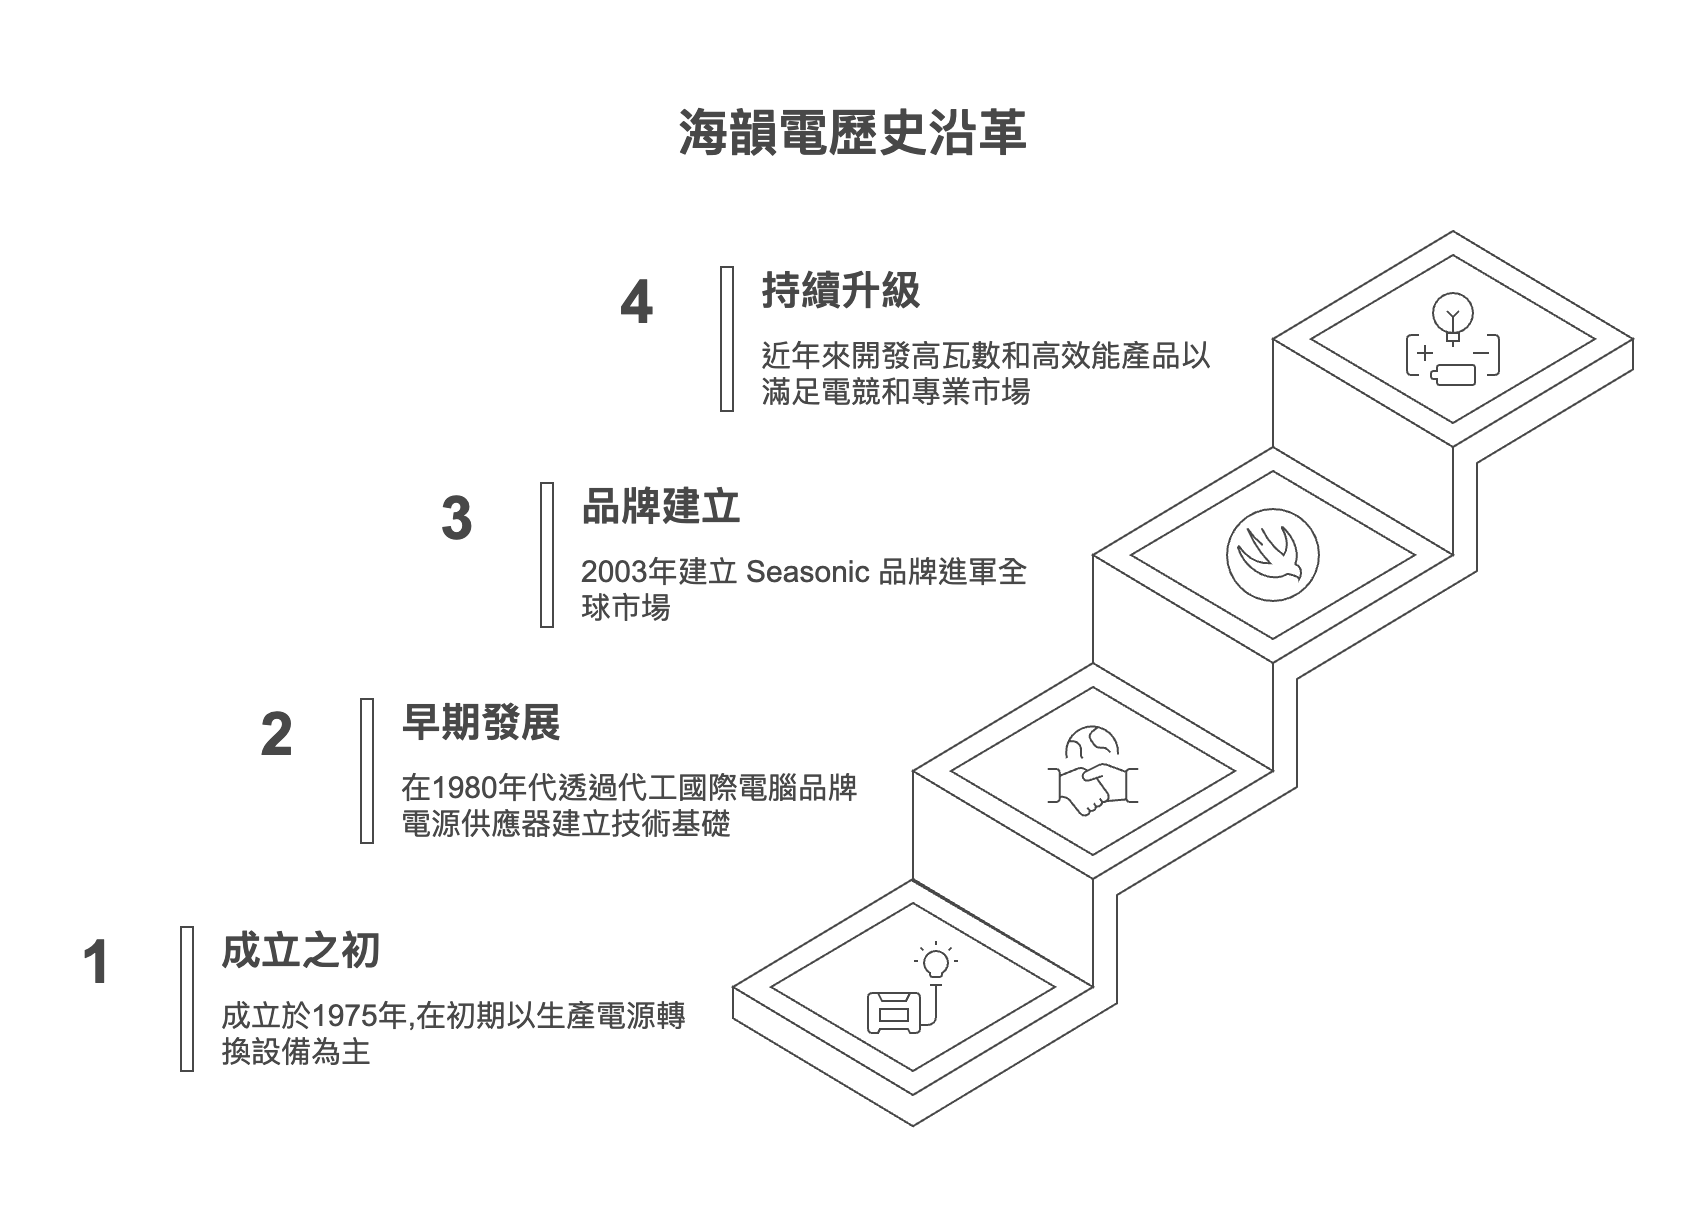 海韻電歷史沿革
4
持續升級
近年來開發高瓦數和高效能產品以
滿足電競和專業市場
3
品牌建立
2003年建立 Seasonic 品牌進軍全
球市場
2
早期發展
在1980年代透過代工國際電腦品牌
電源供應器建立技術基礎
1
成立之初
成立於1975年,在初期以生產電源轉
換設備為主